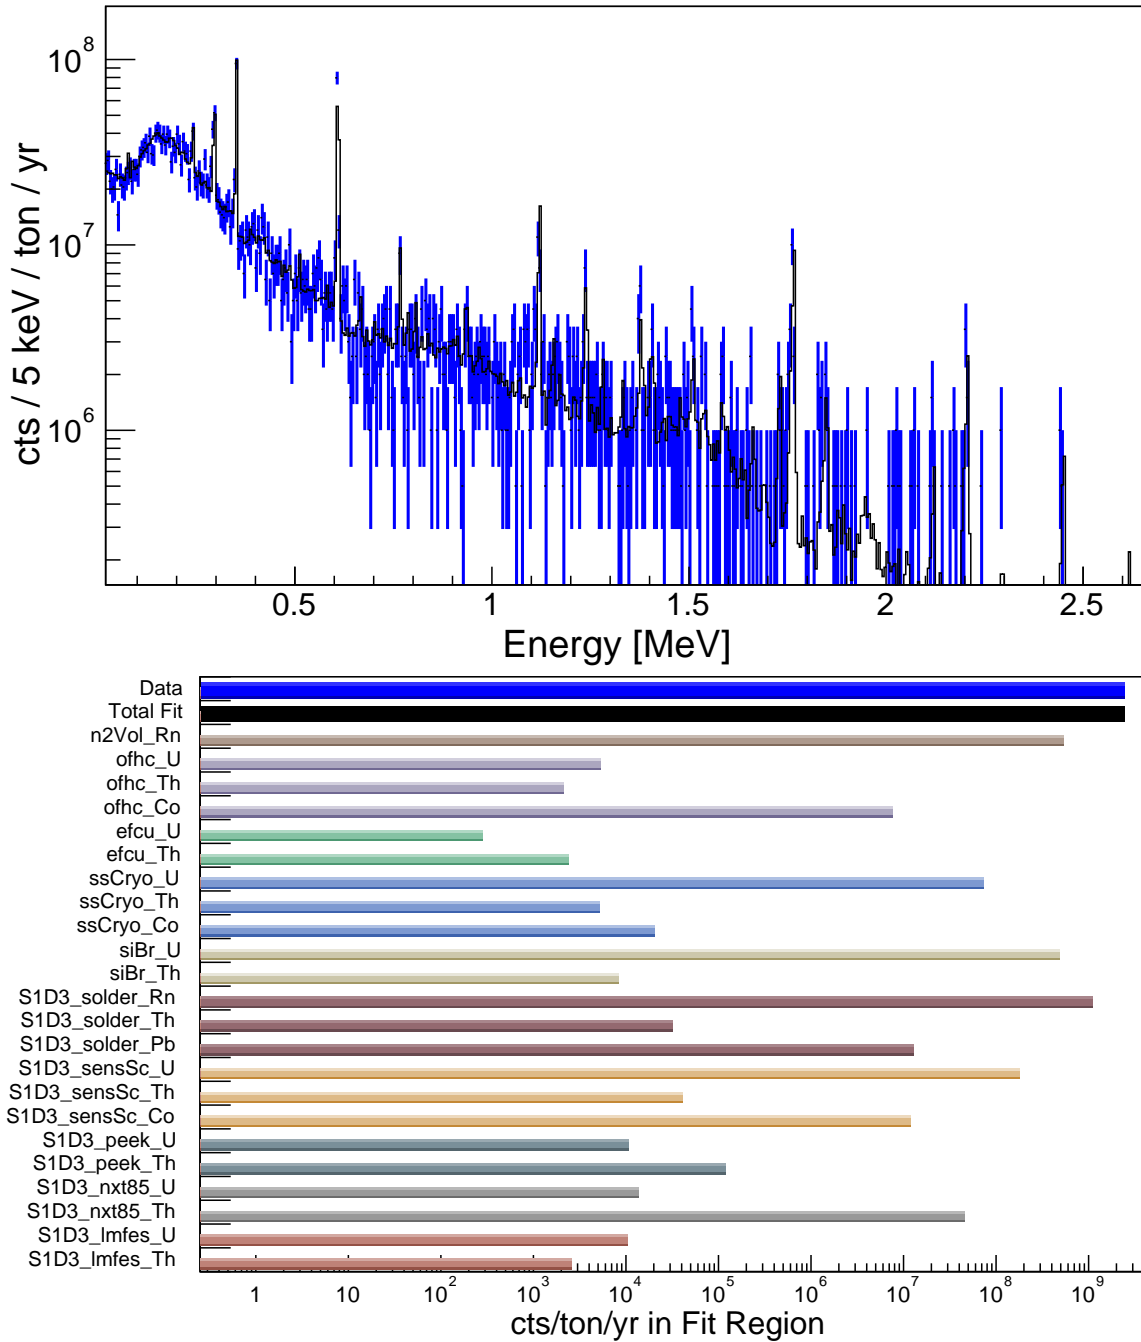 cts / 5 keV / ton / yr
10^8
10^7
10^6
0.5 1 1.5 2 2.5
Energy [MeV]
Data
Total Fit
n2Vol_Rn
ofhc_U
ofhc_Th
ofhc_Co
efcu_U
efcu_Th
ssCryo_U
ssCryo_Th
ssCryo_Co
siBr_U
siBr_Th
S1D3_solder_Rn
S1D3_solder_Th
S1D3_solder_Pb
S1D3_sensSc_U
S1D3_sensSc_Th
S1D3_sensSc_Co
S1D3_peek_U
S1D3_peek_Th
S1D3_nxt85_U
S1D3_nxt85_Th
S1D3_lmfes_U
S1D3_lmfes_Th
1 10 10^2 10^3 10^4 10^5 10^6 10^7 10^8 10^9
cts/ton/yr in Fit Region